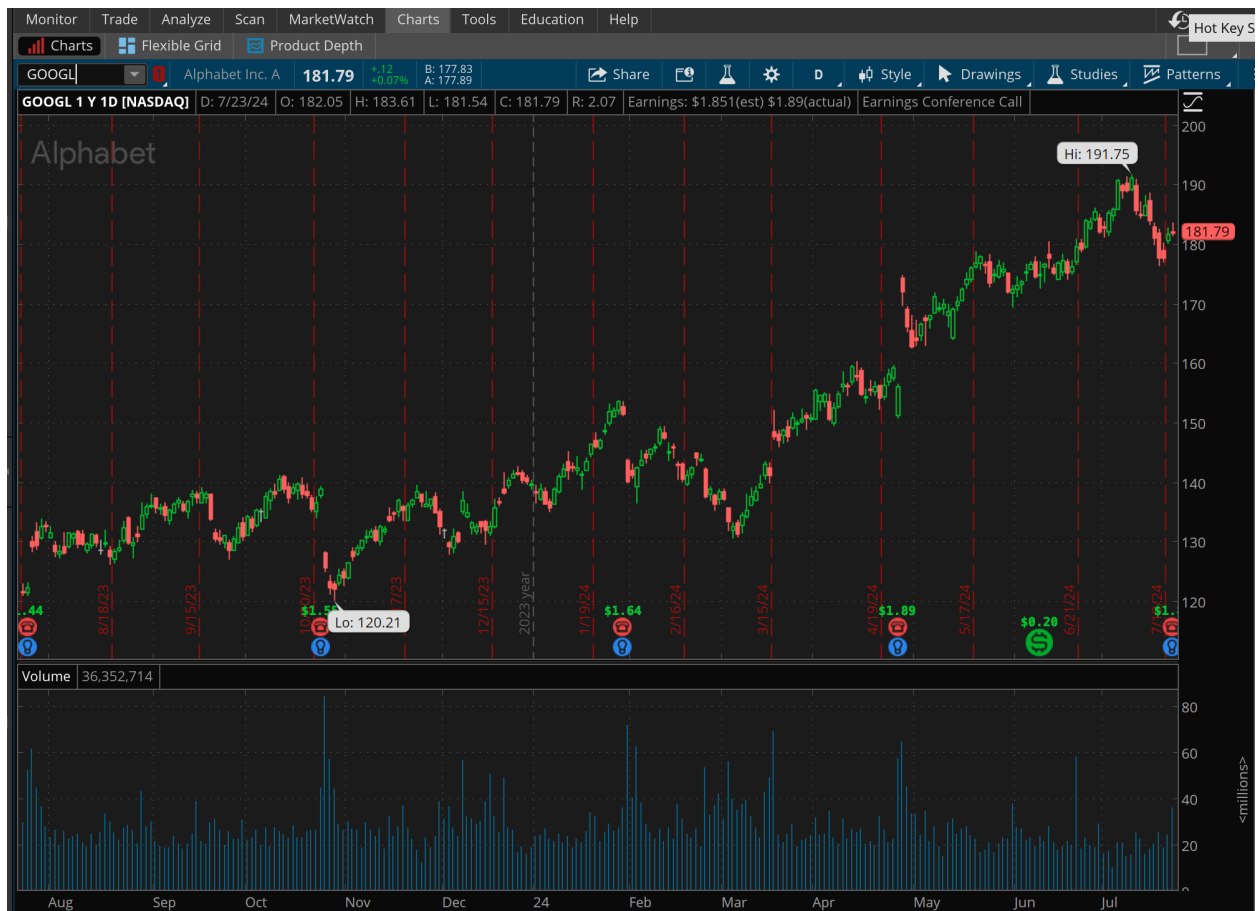 Monitor Trade Analyze Scan MarketWatch Charts Tools Education Help
Hot Key S
Charts Flexible Grid Product Depth
GOOGL 1 Alphabet Inc. A 181.79 +.12 +0.07% B: 177.83 A: 177.89 Share D Style Drawings Studies Patterns
GOOGL 1 Y 1D [NASDAQ] D: 7/23/24 O: 182.05 H: 183.61 L: 181.54 C: 181.79 R: 2.07 Earnings: $1.851(est) $1.89(actual) Earnings Conference Call
Alphabet
Hi: 191.75
200
190
181.79
180
170
160
150
140
130
120
8/18/23 9/15/23 12/15/23 2023 year 1/19/24 2/16/24 3/15/24 4/19/24 5/17/24 6/21/24
.44 $1.64 $1.89 $0.20 $1.
Lo: 120.21
Volume 36,352,714
80
60
40
20
0
<millions>
Aug Sep Oct Nov Dec 24 Feb Mar Apr May Jun Jul